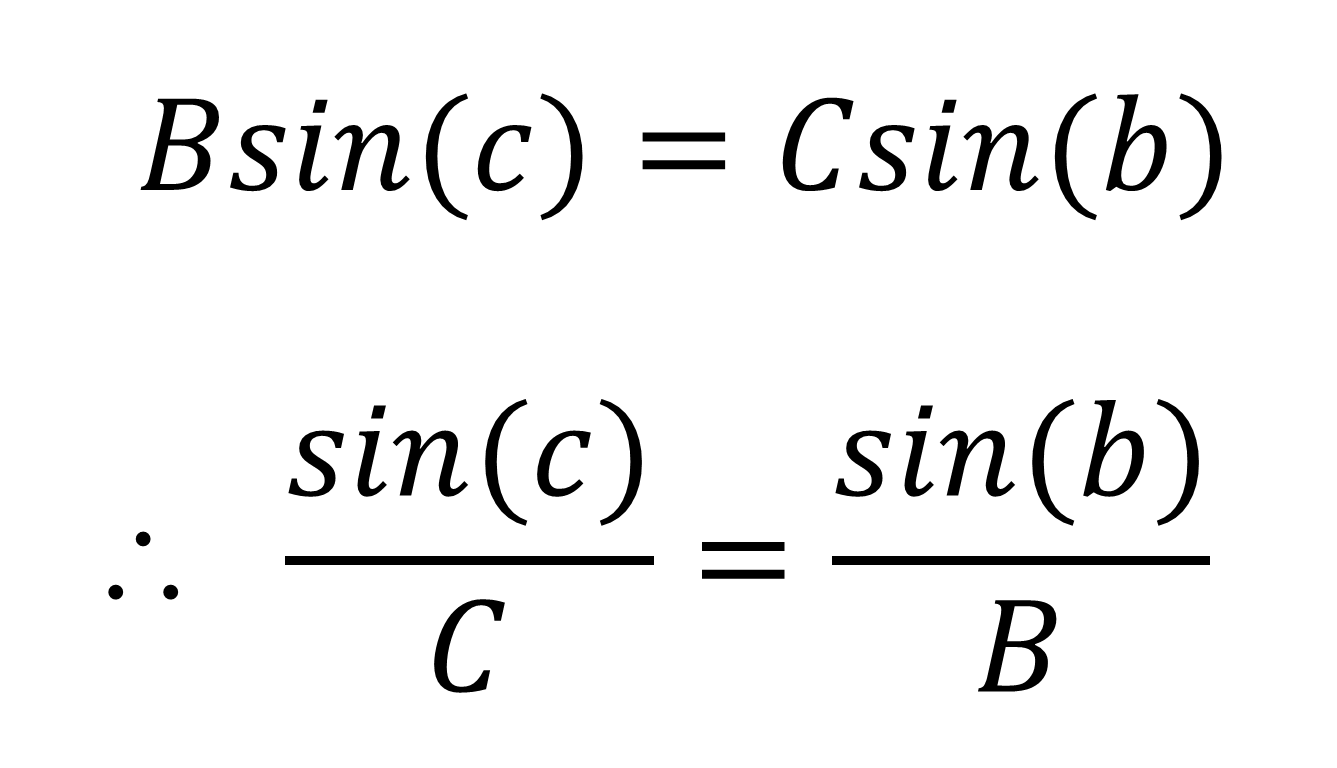 Bsin(c) = Csin(b)
∴ sin(c)/C = sin(b)/B